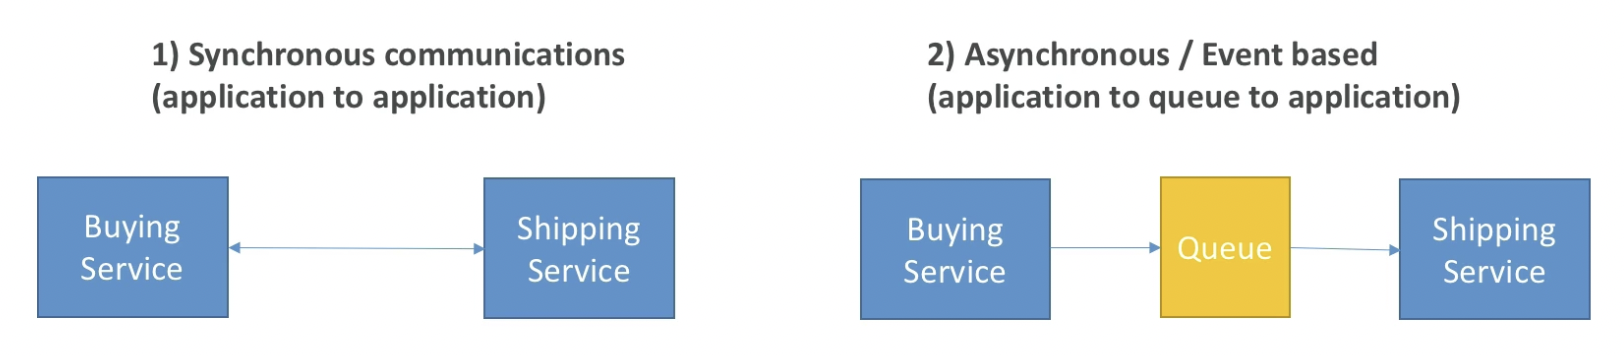 1) Synchronous communications
(application to application)
Buying
Service
Shipping
Service
2) Asynchronous / Event based
(application to queue to application)
Buying
Service
Queue
Shipping
Service